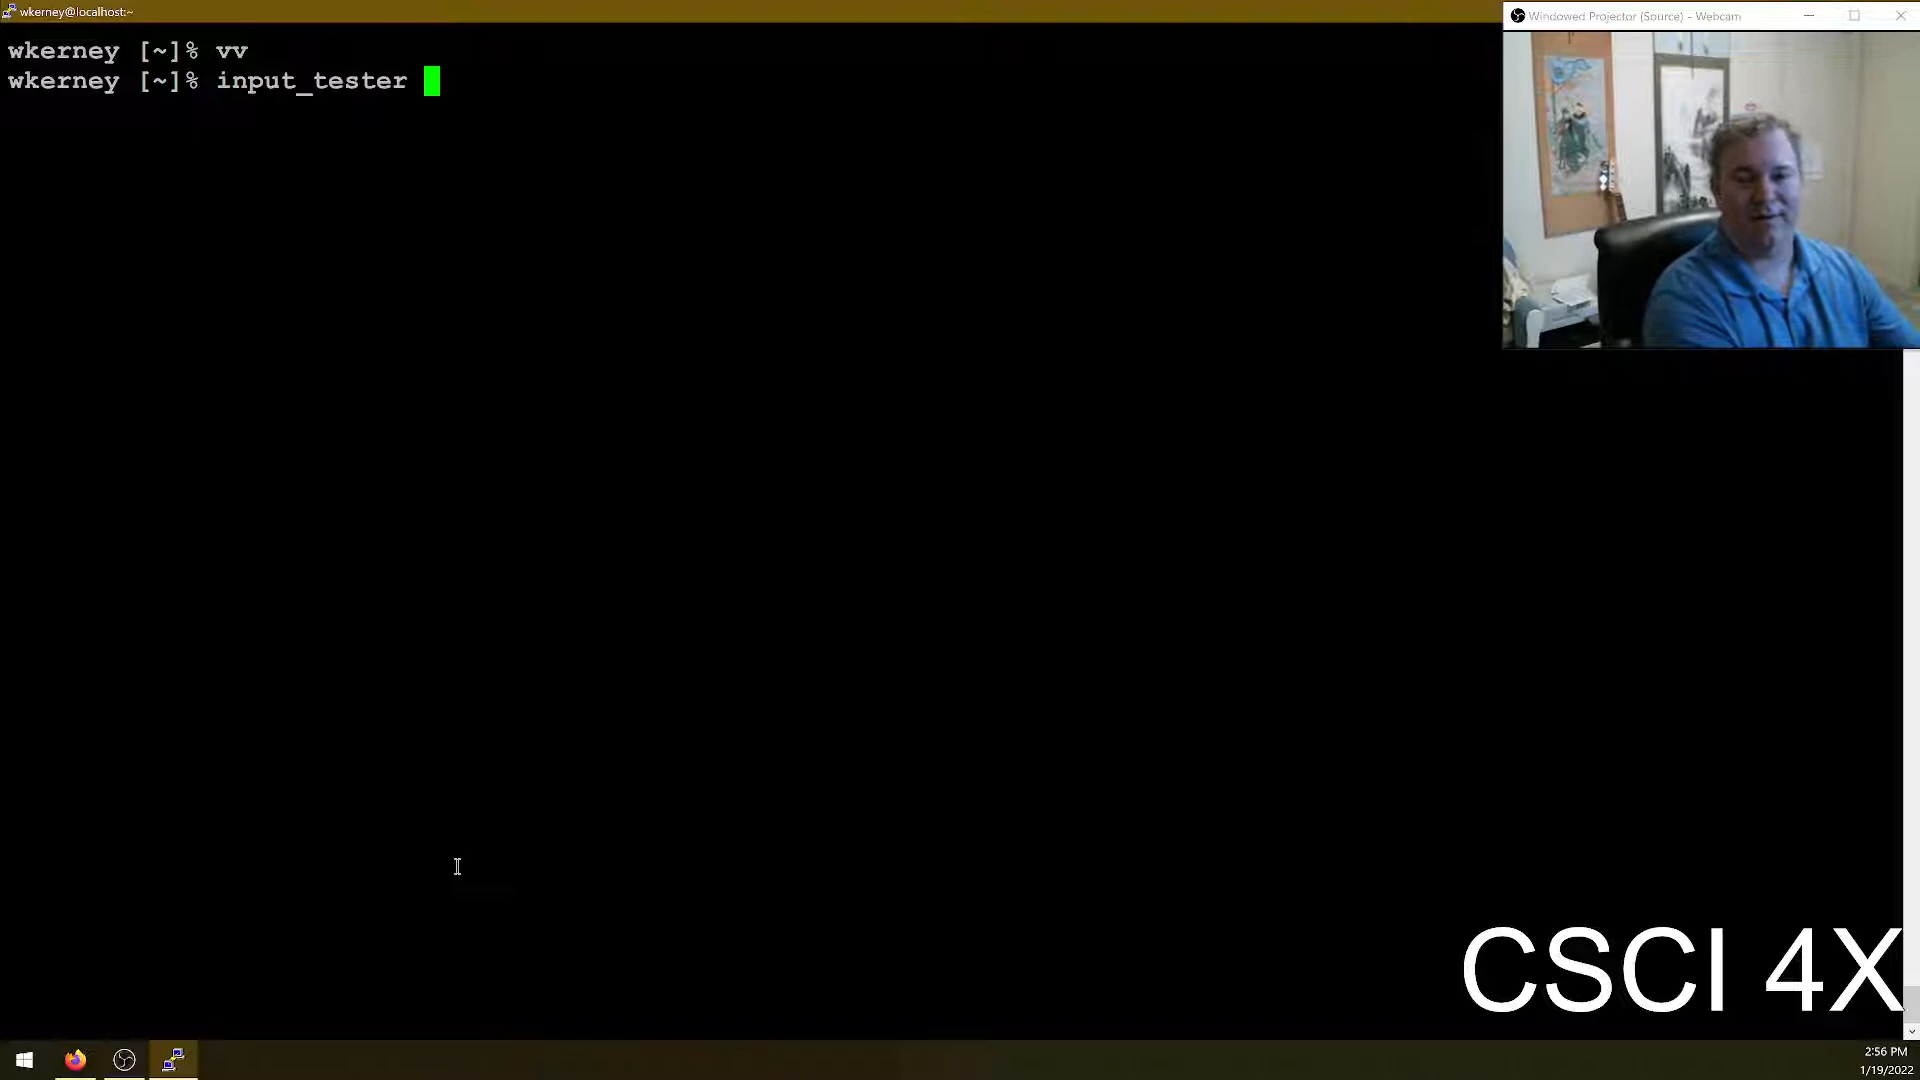 wkerney@localhost:~
Windowed Projector (Source) - Webcam
wkerney [~]% vv
wkerney [~]% input_tester
CSCI 4X
2:56 PM
1/19/2022